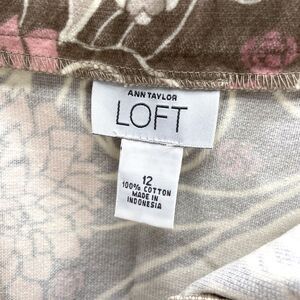 ANN TAYLOR
LOFT
12
100% COTTON
MADE IN
INDONESIA